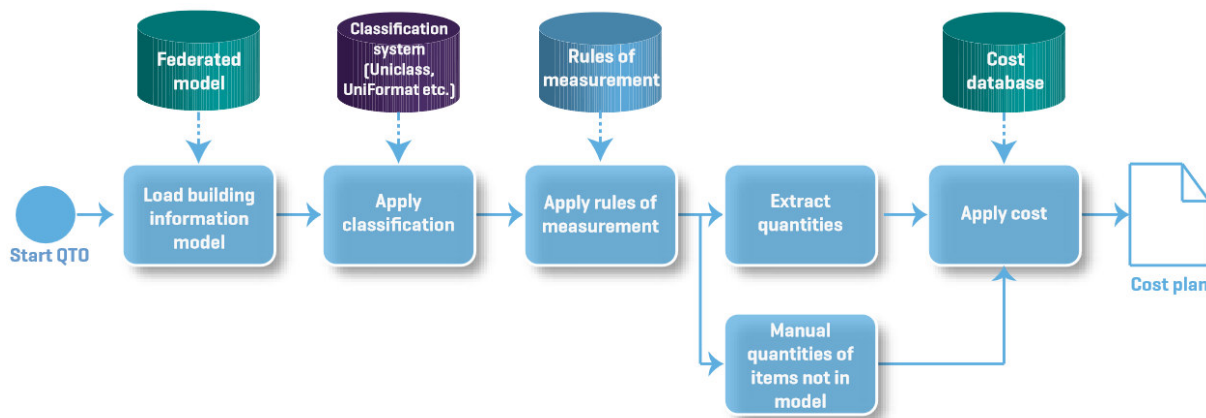 Federated
model
Classification
system
(Uniclass,
UniFormat etc.)
Rules of
measurement
Cost
database
Start QTO
Load building
information
model
Apply
classification
Apply rules of
measurement
Extract
quantities
Apply cost
Cost plan
Manual
quantities of
items not in
model